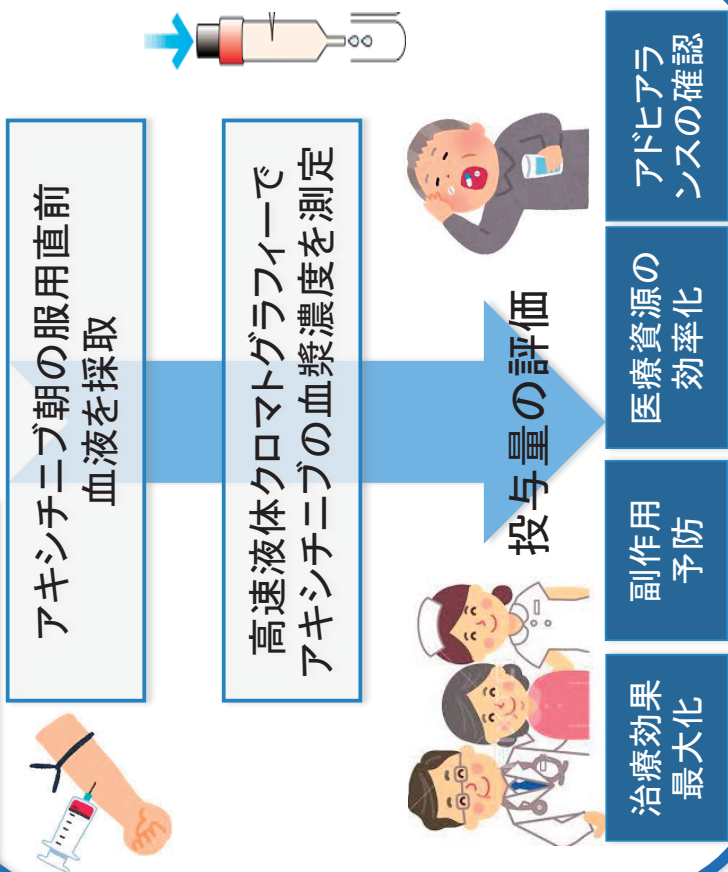 アキシチニブ朝の服用直前
血液を採取
高速液体クロマトグラフィーで
アキシチニブの血漿濃度を測定
投与量の評価
治療効果
最大化
副作用
予防
医療資源の
効率化
アドヒアラ
ンスの確認